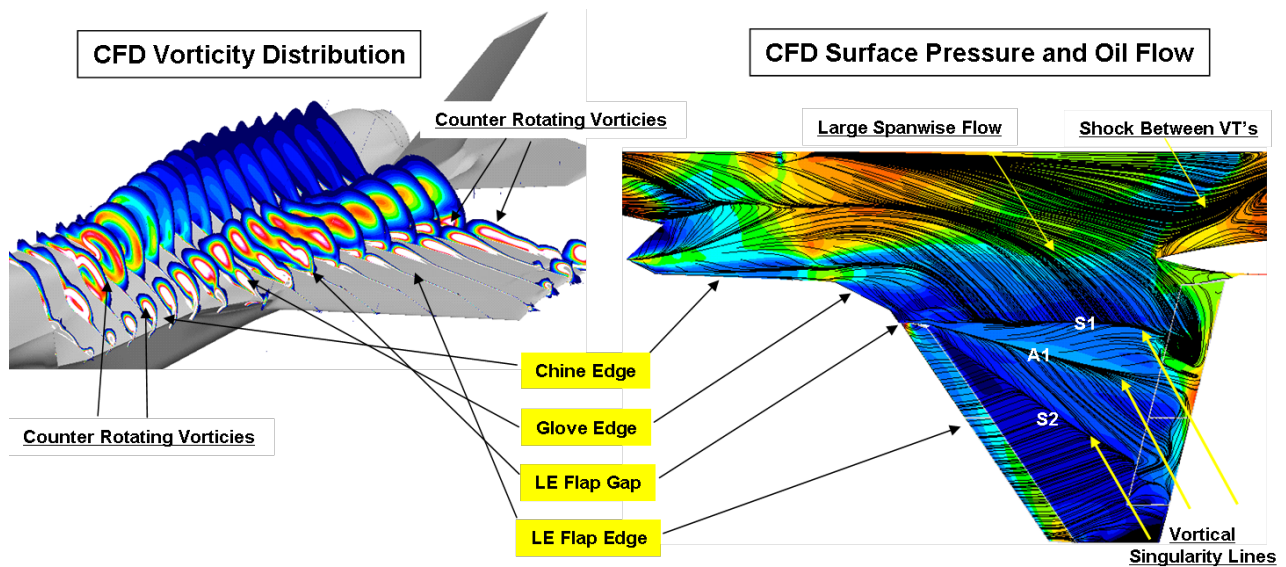 CFD Vorticity Distribution
CFD Surface Pressure and Oil Flow
Counter Rotating Vorticies
Large Spanwise Flow
Shock Between VT's
S1
A1
S2
Chine Edge
Glove Edge
LE Flap Gap
LE Flap Edge
Counter Rotating Vorticies
Vortical
Singularity Lines